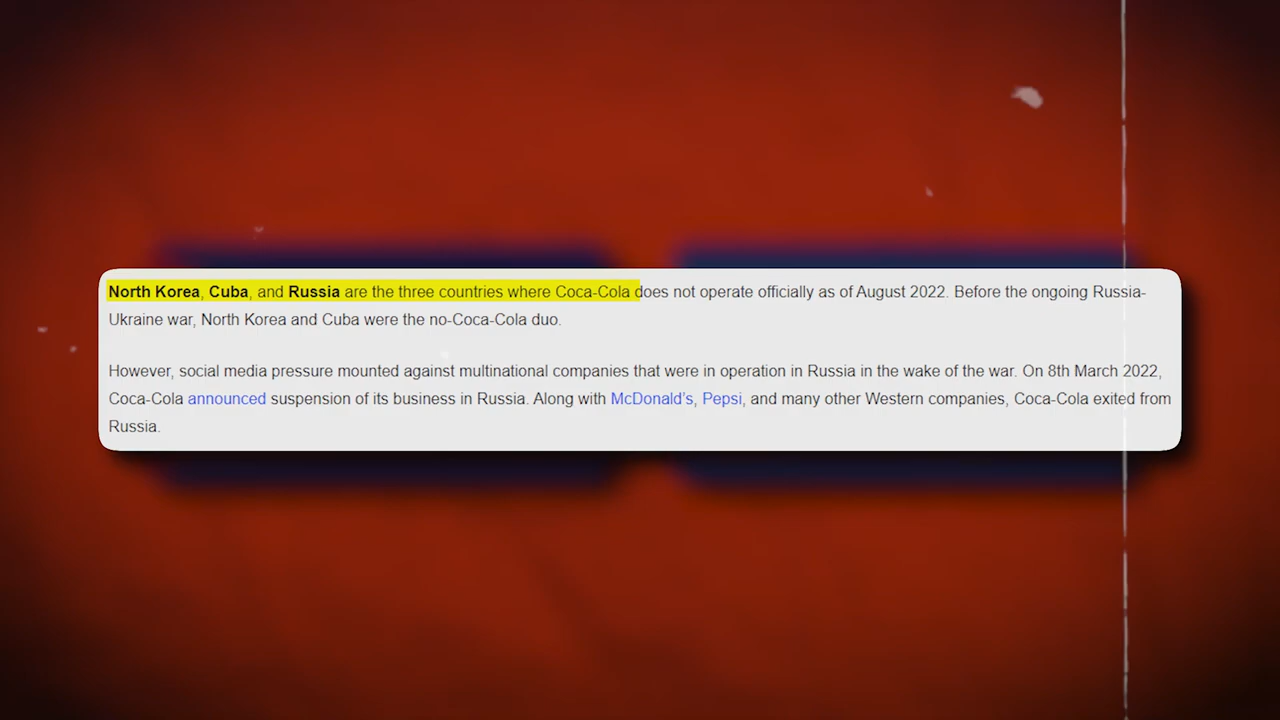 North Korea, Cuba, and Russia are the three countries where Coca-Cola does not operate officially as of August 2022. Before the ongoing Russia-
Ukraine war, North Korea and Cuba were the no-Coca-Cola duo.
However, social media pressure mounted against multinational companies that were in operation in Russia in the wake of the war. On 8th March 2022,
Coca-Cola announced suspension of its business in Russia. Along with McDonald's, Pepsi, and many other Western companies, Coca-Cola exited from
Russia.